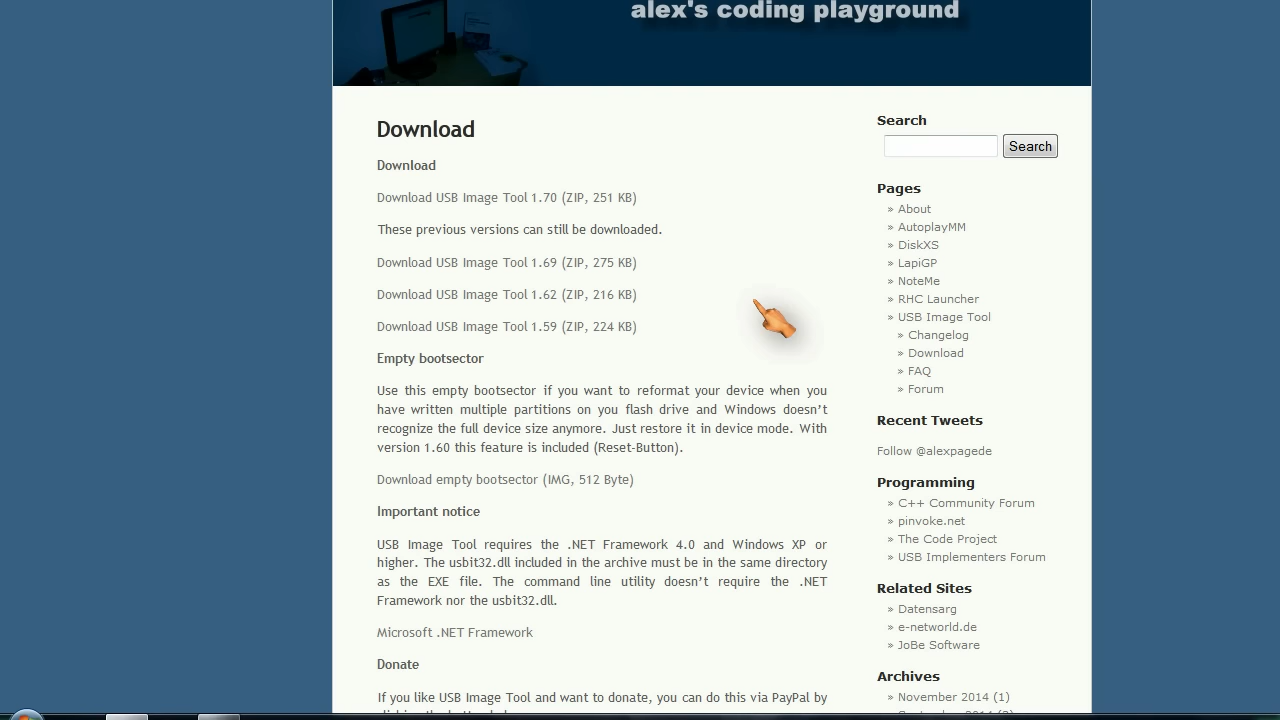 alex's coding playground
Download
Download
Download USB Image Tool 1.70 (ZIP, 251 KB)
These previous versions can still be downloaded.
Download USB Image Tool 1.69 (ZIP, 275 KB)
Download USB Image Tool 1.62 (ZIP, 216 KB)
Download USB Image Tool 1.59 (ZIP, 224 KB)
Empty bootsector
Use this empty bootsector if you want to reformat your device when you
have written multiple partitions on you flash drive and Windows doesn’t
recognize the full device size anymore. Just restore it in device mode. With
version 1.60 this feature is included (Reset-Button).
Download empty bootsector (IMG, 512 Byte)
Important notice
USB Image Tool requires the .NET Framework 4.0 and Windows XP or
higher. The usbit32.dll included in the archive must be in the same directory
as the EXE file. The command line utility doesn’t require the .NET
Framework nor the usbit32.dll.
Microsoft .NET Framework
Donate
If you like USB Image Tool and want to donate, you can do this via PayPal by
Search
Search
Pages
» About
» AutoplayMM
» DiskXS
» LapiGP
» NoteMe
» RHC Launcher
» USB Image Tool
» Changelog
» Download
» FAQ
» Forum
Recent Tweets
Follow @alexpagede
Programming
» C++ Community Forum
» pinvoke.net
» The Code Project
» USB Implementers Forum
Related Sites
» Datensarg
» e-networld.de
» JoBe Software
Archives
» November 2014 (1)